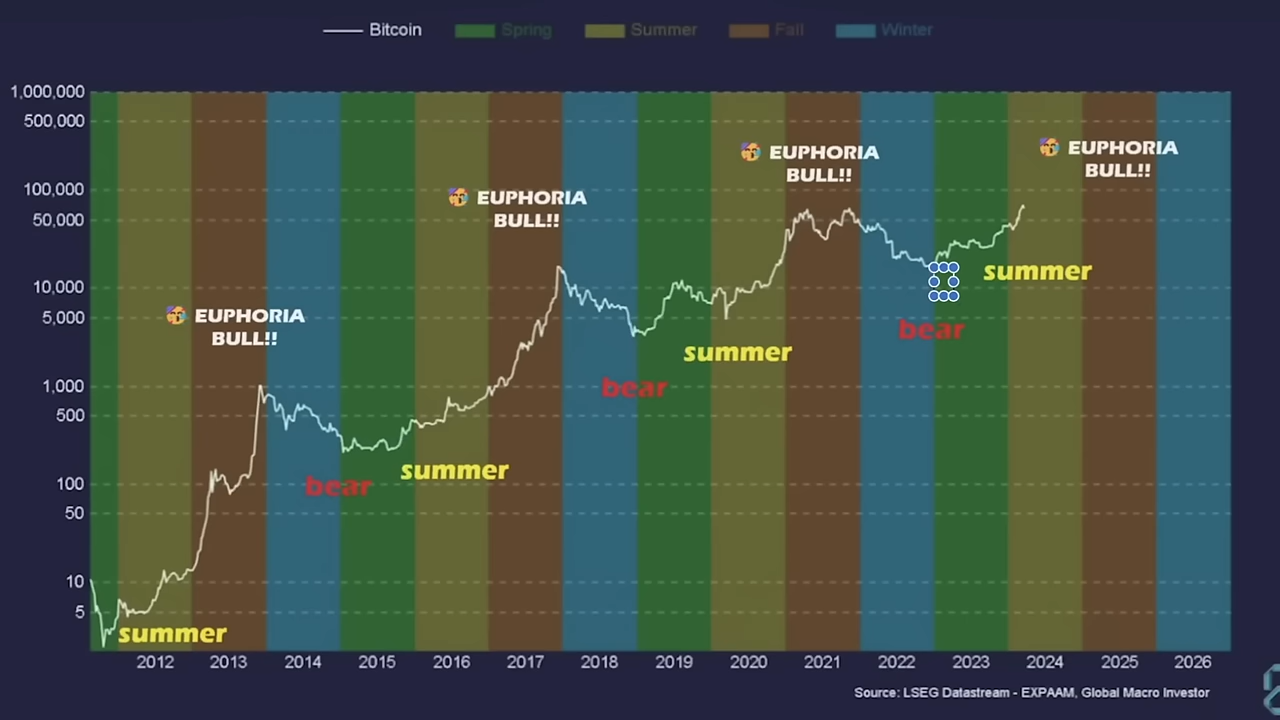 Bitcoin Spring Summer Fall Winter
1,000,000
500,000
100,000
50,000
10,000
5,000
1,000
500
100
50
10
5
EUPHORIA
BULL!!
EUPHORIA
BULL!!
EUPHORIA
BULL!!
EUPHORIA
BULL!!
summer
bear
summer
bear
summer
bear
summer
2012 2013 2014 2015 2016 2017 2018 2019 2020 2021 2022 2023 2024 2025 2026
Source: LSEG Datastream - EXPAAM, Global Macro Investor